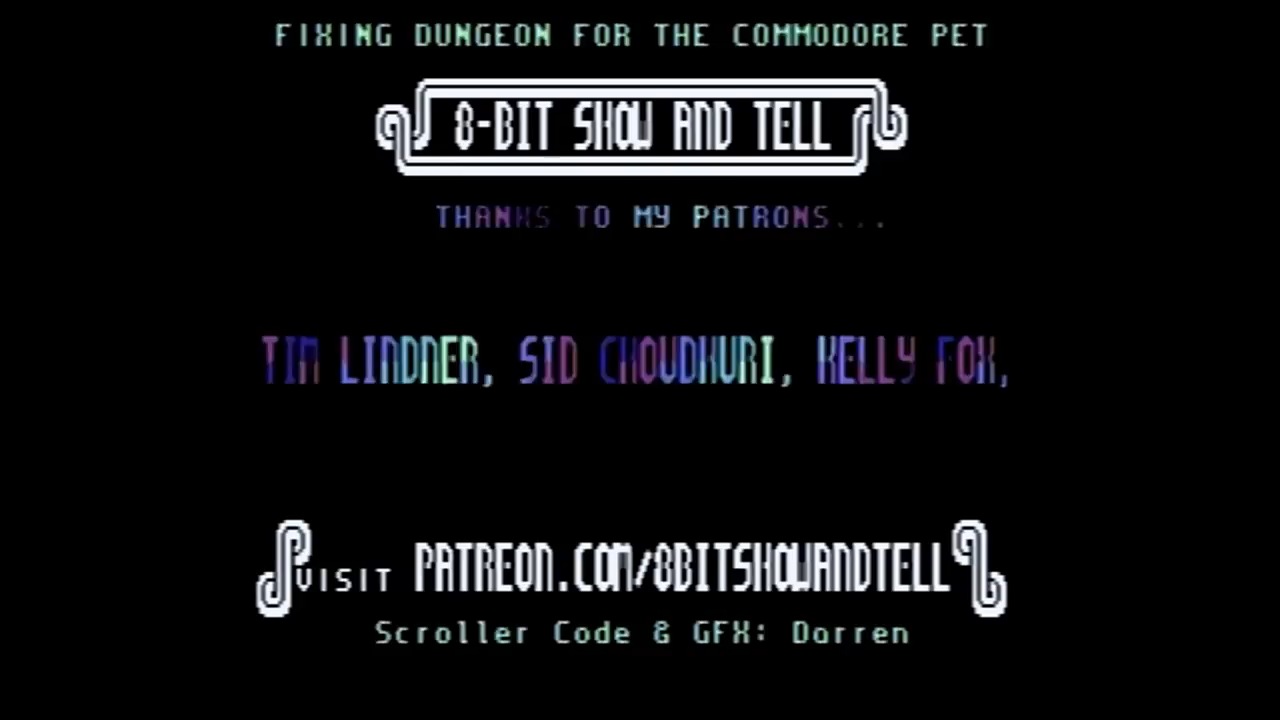 FIXING DUNGEON FOR THE COMMODORE PET
8-BIT SHOW AND TELL
THANKS TO MY PATRONS...
TIM LINDNER, SID CHOUDHURI, KELLY FOX,
VISIT PATREON.COM/8BITSHOWANDTELL
Scroller Code & GFX: Darren